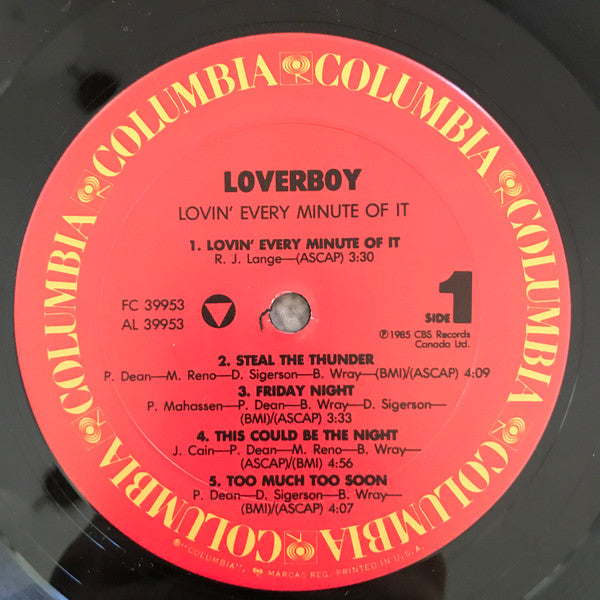 COLUMBIA COLUMBIA COLUMBIA COLUMBIA COLUMBIA COLUMBIA
LOVERBOY
LOVIN' EVERY MINUTE OF IT
1. LOVIN' EVERY MINUTE OF IT
R. J. Lange—(ASCAP) 3:30
FC 39953
AL 39953
SIDE 1
Ⓟ1985 CBS Records
Canada Ltd.
2. STEAL THE THUNDER
P. Dean—M. Reno—D. Sigerson—B. Wray—(BMI)/(ASCAP) 4:09
3. FRIDAY NIGHT
P. Mahassen—P. Dean—B. Wray—D. Sigerson—
(BMI)/(ASCAP) 3:33
4. THIS COULD BE THE NIGHT
J. Cain—P. Dean—M. Reno—B. Wray—
(ASCAP)/(BMI) 4:56
5. TOO MUCH TOO SOON
P. Dean—D. Sigerson—B. Wray—
(BMI)/(ASCAP) 4:07
®"COLUMBIA", MARCAS REG. PRINTED IN U.S.A.